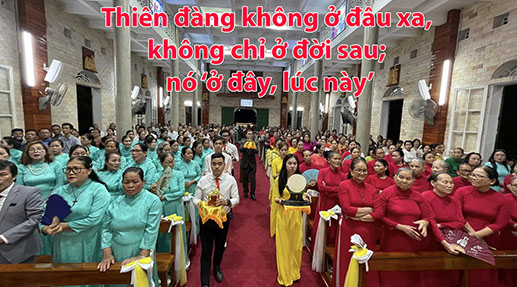 Thiên đàng không ở đâu xa,
không chỉ ở đời sau;
nó ‘ở đây, lúc này’